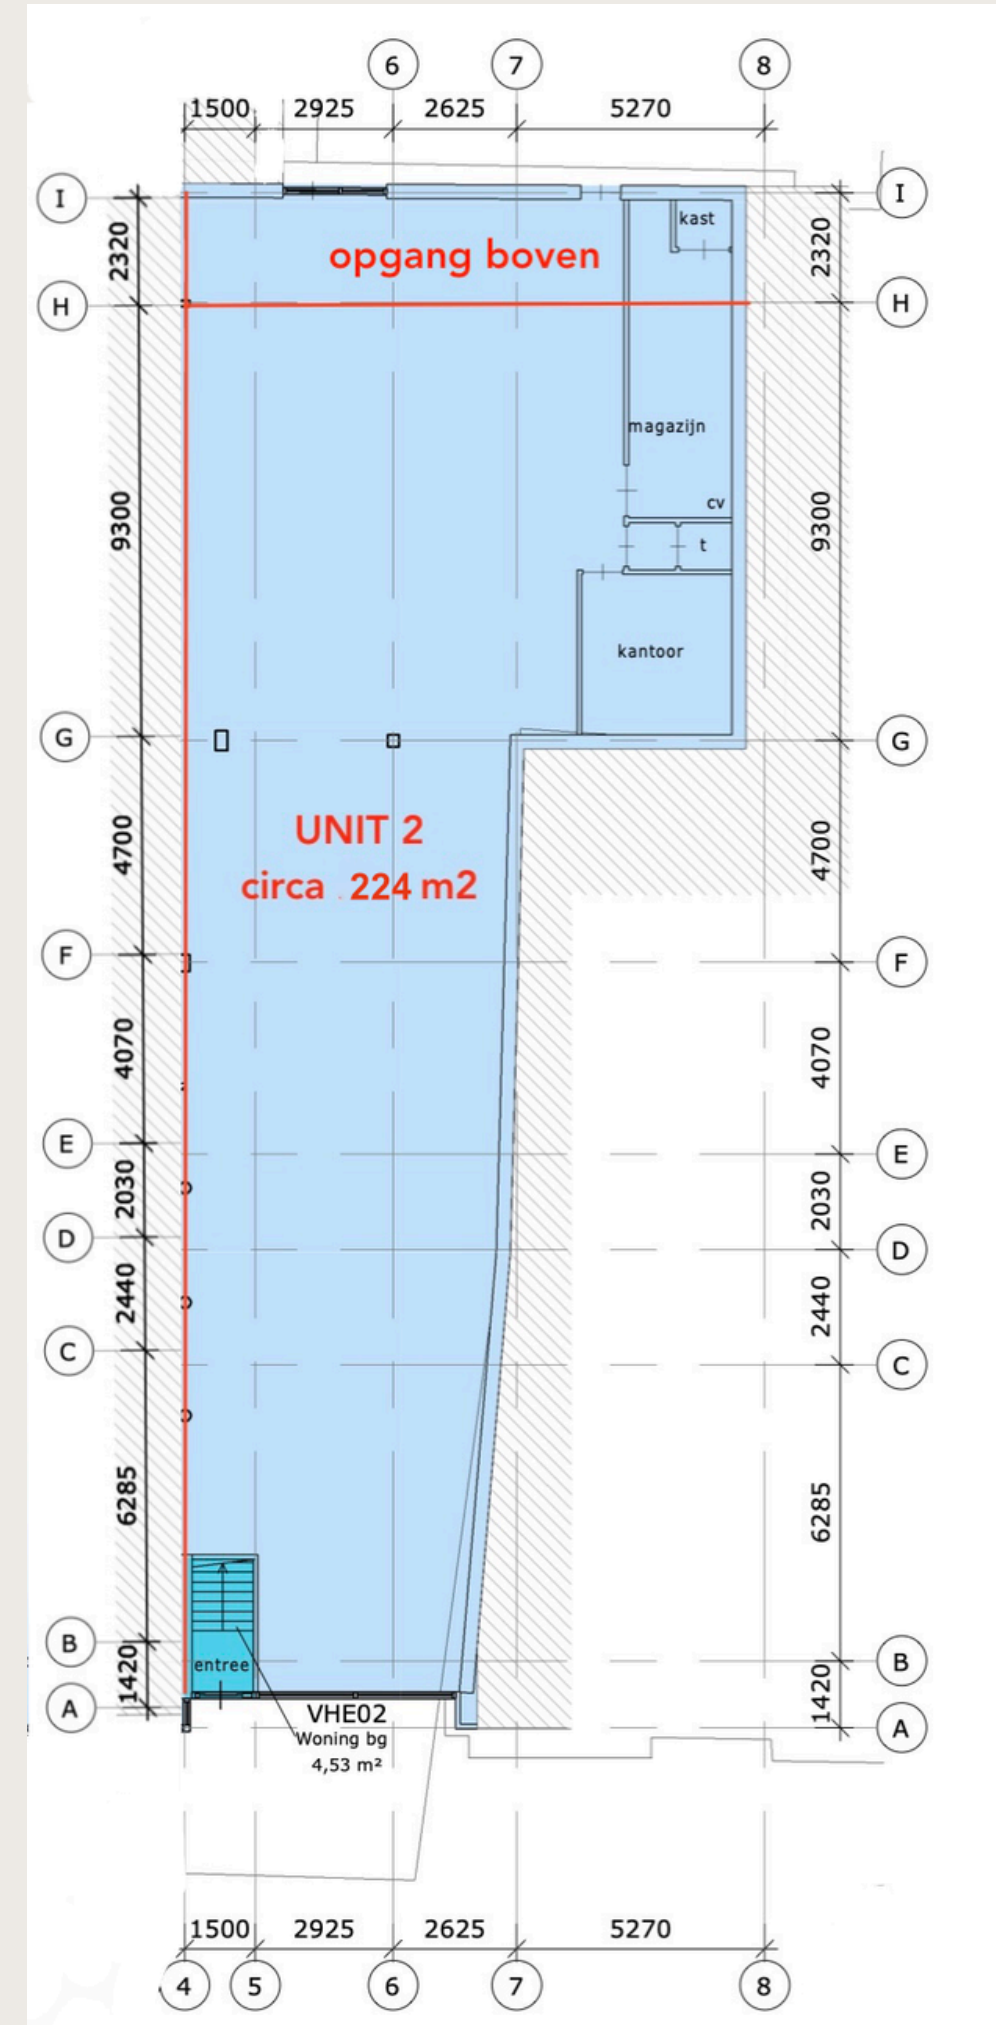 6 7 8
1500 2925 2625 5270
I I
kast
2320 opgang boven 2320
H H
magazijn
9300 cv 9300
t
kantoor
G G
UNIT 2
4700 4700
circa 224 m2
F F
4070 4070
E E
2030 2030
D D
2440 2440
C C
6285 6285
B B
entree
1420 1420
A A
VHE02
Woning bg
4,53 m²
1500 2925 2625 5270
4 5 6 7 8